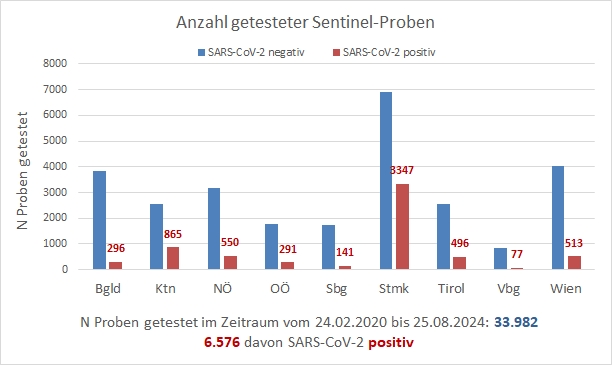 Anzahl getesteter Sentinel-Proben
SARS-CoV-2 negativ SARS-CoV-2 positiv
N Proben getestet
8000
7000
6000
5000
4000
3000
2000
1000
0
296 865 550 291 141 3347 496 77 513
Bgld Ktn NÖ OÖ Sbg Stmk Tirol Vbg Wien
N Proben getestet im Zeitraum vom 24.02.2020 bis 25.08.2024: 33.982
6.576 davon SARS-CoV-2 positiv